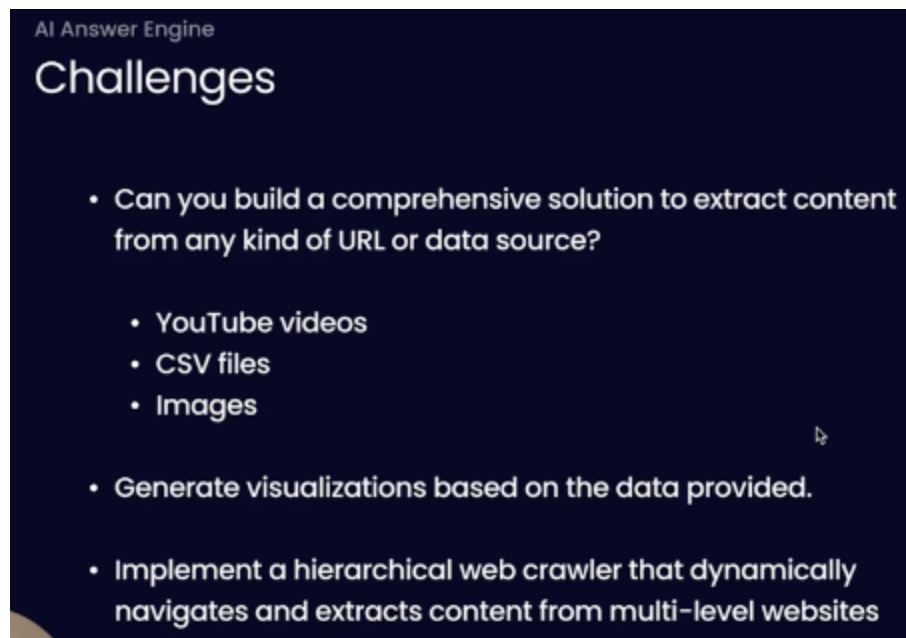 AI Answer Engine
Challenges
• Can you build a comprehensive solution to extract content
from any kind of URL or data source?
• YouTube videos
• CSV files
• Images
• Generate visualizations based on the data provided.
• Implement a hierarchical web crawler that dynamically
navigates and extracts content from multi-level websites